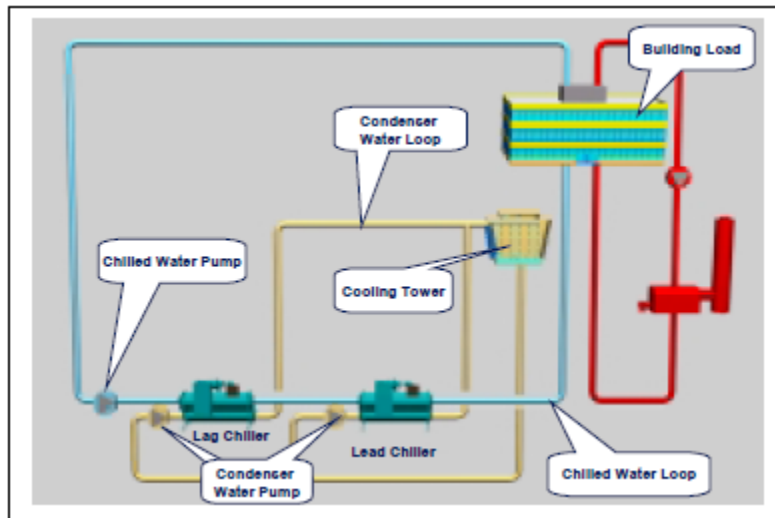 Building Load
Condenser
Water Loop
Chilled Water Pump
Cooling Tower
Lag Chiller
Lead Chiller
Condenser
Water Pump
Chilled Water Loop